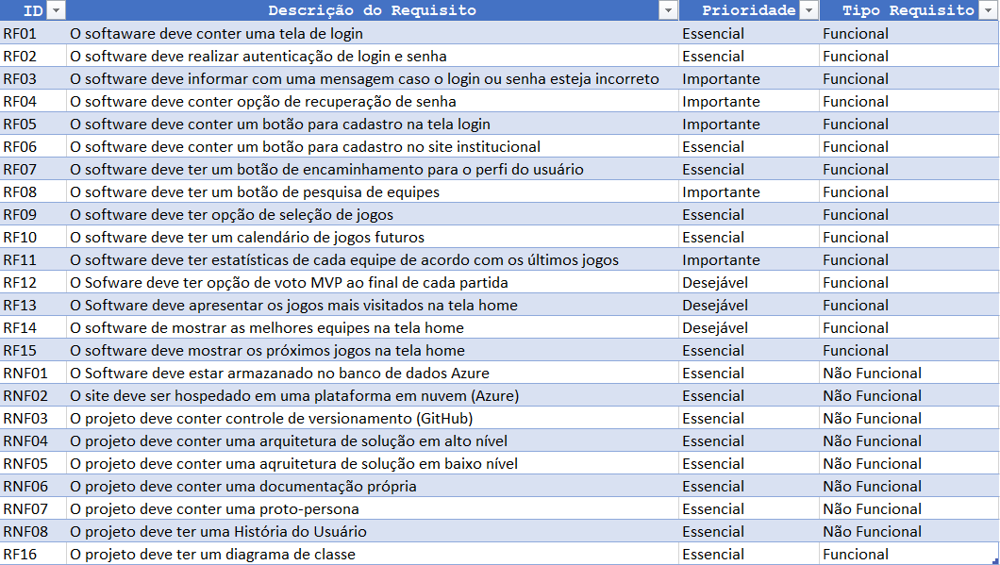 ID Descrição do Requisito Prioridade Tipo Requisito
RF01 O softaware deve conter uma tela de login Essencial Funcional
RF02 O software deve realizar autenticação de login e senha Essencial Funcional
RF03 O software deve informar com uma mensagem caso o login ou senha esteja incorreto Importante Funcional
RF04 O software deve conter opção de recuperação de senha Importante Funcional
RF05 O software deve conter um botão para cadastro na tela login Importante Funcional
RF06 O software deve conter um botão para cadastro no site institucional Essencial Funcional
RF07 O software deve ter um botão de encaminhamento para o perfi do usuário Essencial Funcional
RF08 O software deve ter um botão de pesquisa de equipes Importante Funcional
RF09 O software deve ter opção de seleção de jogos Essencial Funcional
RF10 O software deve ter um calendário de jogos futuros Essencial Funcional
RF11 O software deve ter estatísticas de cada equipe de acordo com os últimos jogos Importante Funcional
RF12 O Sofware deve ter opção de voto MVP ao final de cada partida Desejável Funcional
RF13 O Software deve apresentar os jogos mais visitados na tela home Desejável Funcional
RF14 O software de mostrar as melhores equipes na tela home Desejável Funcional
RF15 O software deve mostrar os próximos jogos na tela home Essencial Funcional
RNF01 O Software deve estar armazanado no banco de dados Azure Essencial Não Funcional
RNF02 O site deve ser hospedado em uma plataforma em nuvem (Azure) Essencial Não Funcional
RNF03 O projeto deve conter controle de versionamento (GitHub) Essencial Não Funcional
RNF04 O projeto deve conter uma arquitetura de solução em alto nível Essencial Não Funcional
RNF05 O projeto deve conter uma aqruitetura de solução em baixo nível Essencial Não Funcional
RNF06 O projeto deve conter uma documentação própria Essencial Não Funcional
RNF07 O projeto deve conter uma proto-persona Essencial Não Funcional
RNF08 O projeto deve ter uma História do Usuário Essencial Não Funcional
RF16 O projeto deve ter um diagrama de classe Essencial Funcional